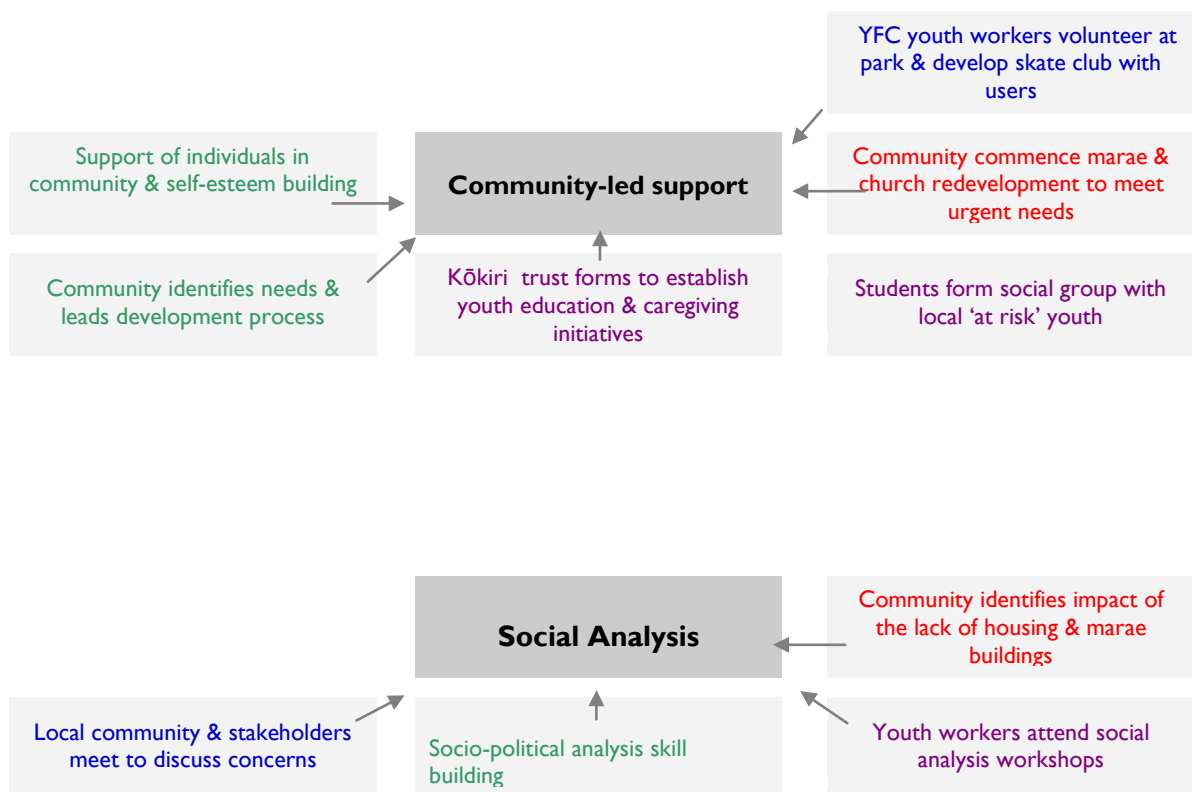 YFC youth workers volunteer at
park & develop skate club with
users
Support of individuals in
community & self-esteem building
Community-led support
Community commence marae &
church redevelopment to meet
urgent needs
Community identifies needs &
leads development process
Kōkiri trust forms to establish
youth education & caregiving
initiatives
Students form social group with
local ‘at risk’ youth
Social Analysis
Community identifies impact of
the lack of housing & marae
buildings
Local community & stakeholders
meet to discuss concerns
Socio-political analysis skill
building
Youth workers attend social
analysis workshops